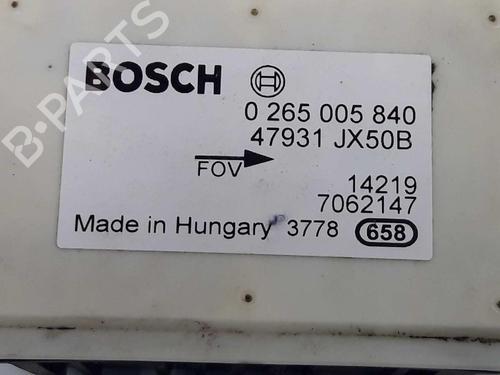 BOSCH
0 265 005 840
47931 JX50B
FOV
14219
7062147
Made in Hungary 3778 658
B-PARTS